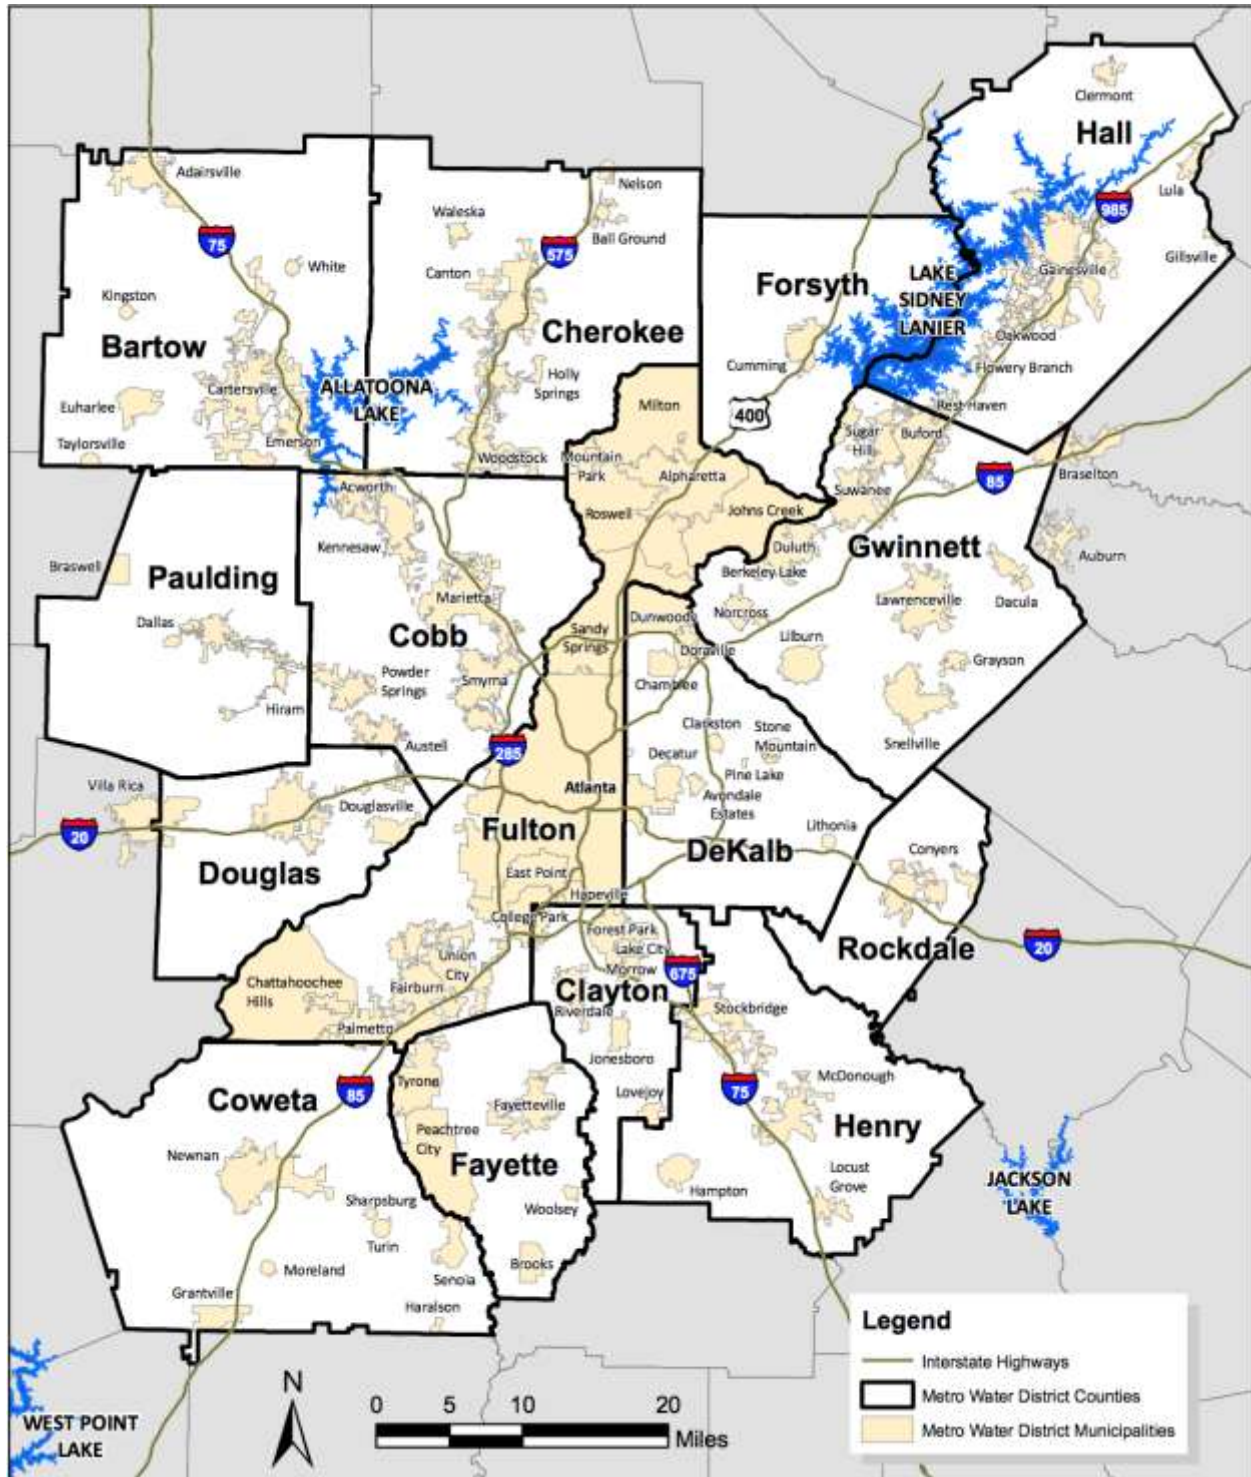 Clermont
Hall
Adairsville
Nelson
Lula
Waleska
985
75
575
Ball Ground
White
Canton
Gillsville
Forsyth
LAKE
SIDNEY
LANIER
Gainesville
Kingston
Bartow
Cherokee
Oakwood
Cumming
Flowery Branch
Holly
Springs
Cartersville
ALLATOONA
LAKE
Euharlee
Milton
400
Rest Haven
Taylorsville
Emerson
Sugar
Hill
Buford
Woodstock
Mountain
Park
Alpharetta
85
Braselton
Acworth
Suwanee
Roswell
Johns Creek
Kennesaw
Duluth
Gwinnett
Auburn
Braswell
Paulding
Berkeley Lake
Marietta
Lawrenceville
Dacula
Dallas
Cobb
Sandy
Springs
Dunwoody
Norcross
Lilburn
Doraville
Grayson
Powder
Springs
Smyrna
Chamblee
Hiram
Clarkston
Stone
Mountain
Austell
285
Decatur
Snellville
Villa Rica
Atlanta
Pine Lake
Avondale
Estates
Douglasville
20
Fulton
Lithonia
DeKalb
Conyers
Douglas
East Point
Hapeville
College Park
Forest Park
Union
City
Lake City
Rockdale
20
Chattahoochee
Hills
Fairburn
675
Morrow
Clayton
Riverdale
Stockbridge
Palmetto
Jonesboro
Coweta
85
Tyrone
Lovejoy
75
McDonough
Fayetteville
Henry
Peachtree
City
Newnan
Fayette
Hampton
Locust
Grove
JACKSON
LAKE
Sharpsburg
Woolsey
Turin
Moreland
Senoia
Brooks
Grantville
Haralson
Legend
Interstate Highways
Metro Water District Counties
Metro Water District Municipalities
N
0 5 10 20
Miles
WEST POINT
LAKE